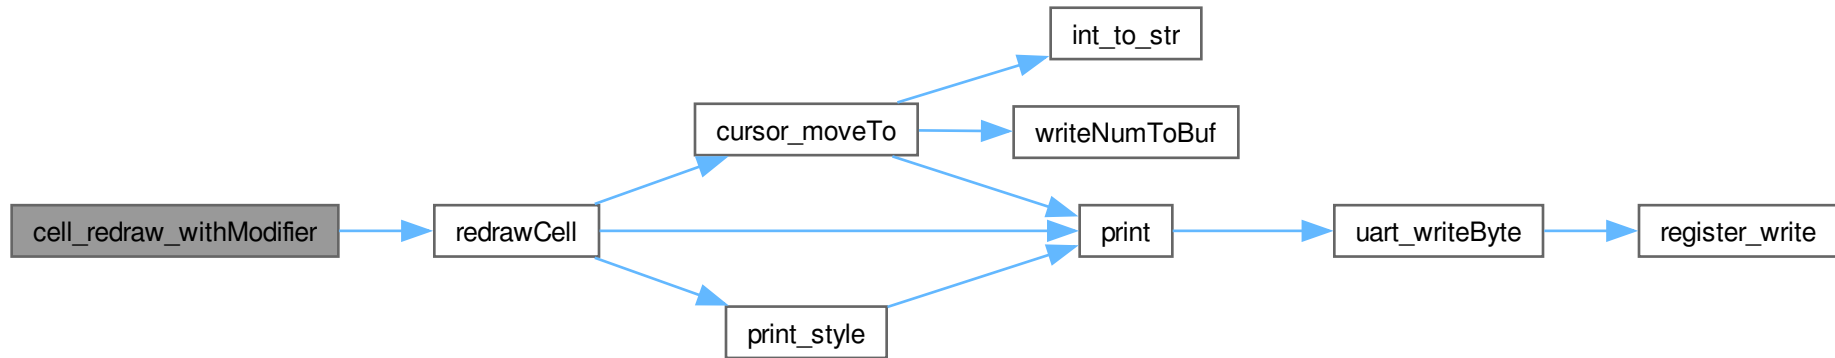 int_to_str
cursor_moveTo
writeNumToBuf
cell_redraw_withModifier
redrawCell
print
uart_writeByte
register_write
print_style